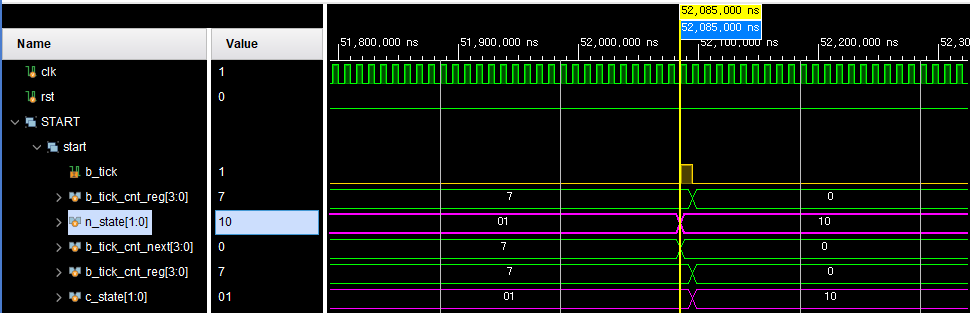 52,085,000 ns
52,085,000 ns
Name Value
51,800,000 ns 51,900,000 ns 52,000,000 ns 52,100,000 ns 52,200,000 ns 52,30
clk 1
rst 0
START
start
b_tick 1
b_tick_cnt_reg[3:0] 7 7 0
n_state[1:0] 10 01 10
b_tick_cnt_next[3:0] 0 7 0
b_tick_cnt_reg[3:0] 7 7 0
c_state[1:0] 01 01 10